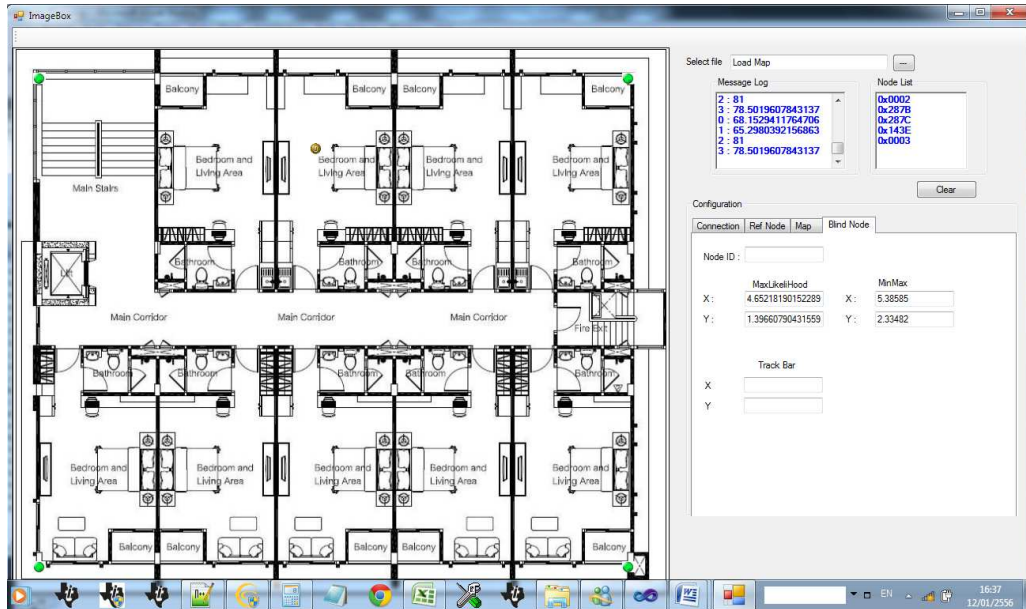 ImageBox
Balcony Balcony Balcony Balcony
Bedroom and Living Area
Bedroom and Living Area
Bedroom and Living Area
Bedroom and Living Area
Main Stairs
Lift
Bathroom Bathroom Bathroom Bathroom
Main Corridor Main Corridor Main Corridor
Fire Exit
Bathroom Bathroom Bathroom Bathroom Bathroom
Bedroom and Living Area
Bedroom and Living Area
Bedroom and Living Area
Bedroom and Living Area
Bedroom and Living Area
Balcony Balcony Balcony Balcony Balcony
Select file Load Map ...
Message Log
2 : 81
3 : 78.5019607843137
0 : 68.1529411764706
1 : 65.2980392156863
2 : 81
3 : 78.5019607843137
Node List
0x0002
0x287B
0x287C
0x143E
0x0003
Clear
Configuration
Connection Ref Node Map Blind Node
Node ID :
MaxLikeliHood MinMax
X : 4.65218190152289 X : 5.38585
Y : 1.39660790431559 Y : 2.33482
Track Bar
X
Y
EN
16:37
12/01/2556